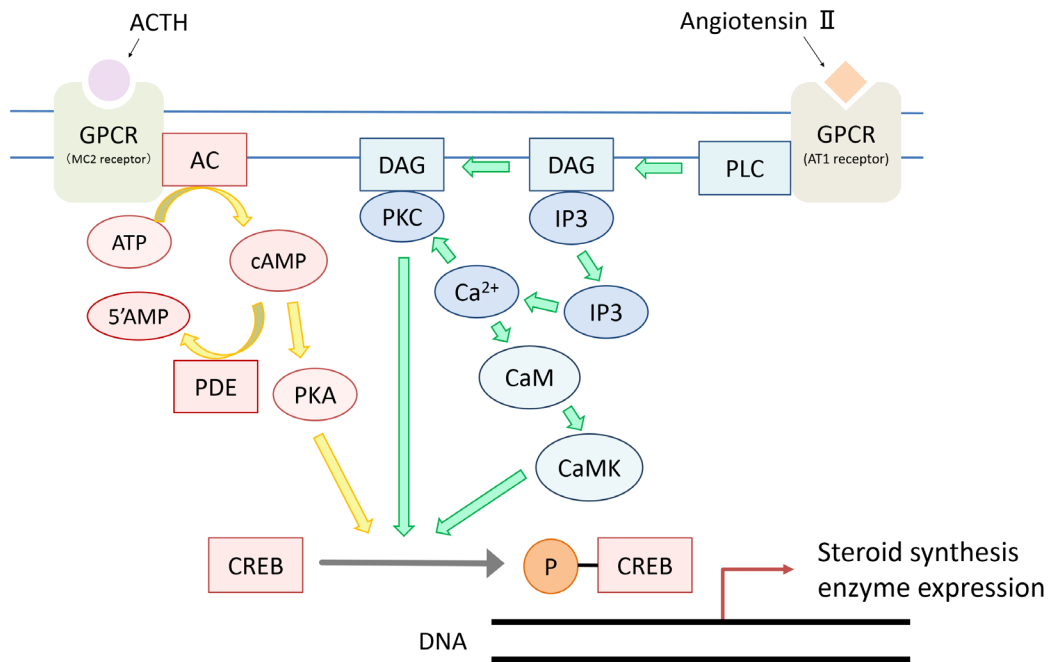 ACTH
Angiotensin Ⅱ
GPCR
(MC2 receptor)
AC
DAG
DAG
PLC
GPCR
(AT1 receptor)
PKC
IP3
ATP
cAMP
Ca²⁺
IP3
5’AMP
PDE
PKA
CaM
CaMK
CREB
P
CREB
Steroid synthesis
enzyme expression
DNA